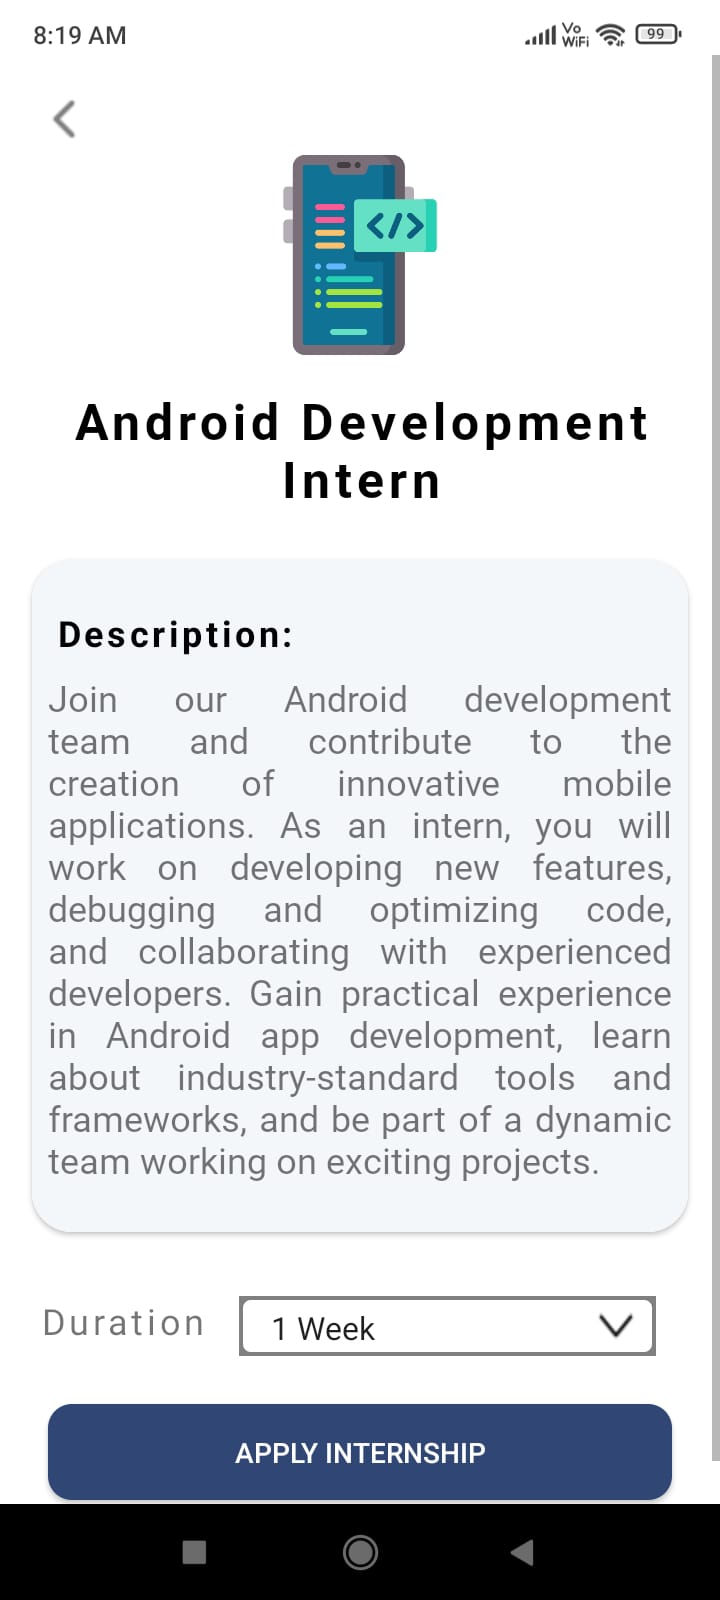 8:19 AM
Vo
WiFi
99
</>
Android Development
Intern
Description:
Join our Android development
team and contribute to the
creation of innovative mobile
applications. As an intern, you will
work on developing new features,
debugging and optimizing code,
and collaborating with experienced
developers. Gain practical experience
in Android app development, learn
about industry-standard tools and
frameworks, and be part of a dynamic
team working on exciting projects.
Duration
1 Week
APPLY INTERNSHIP